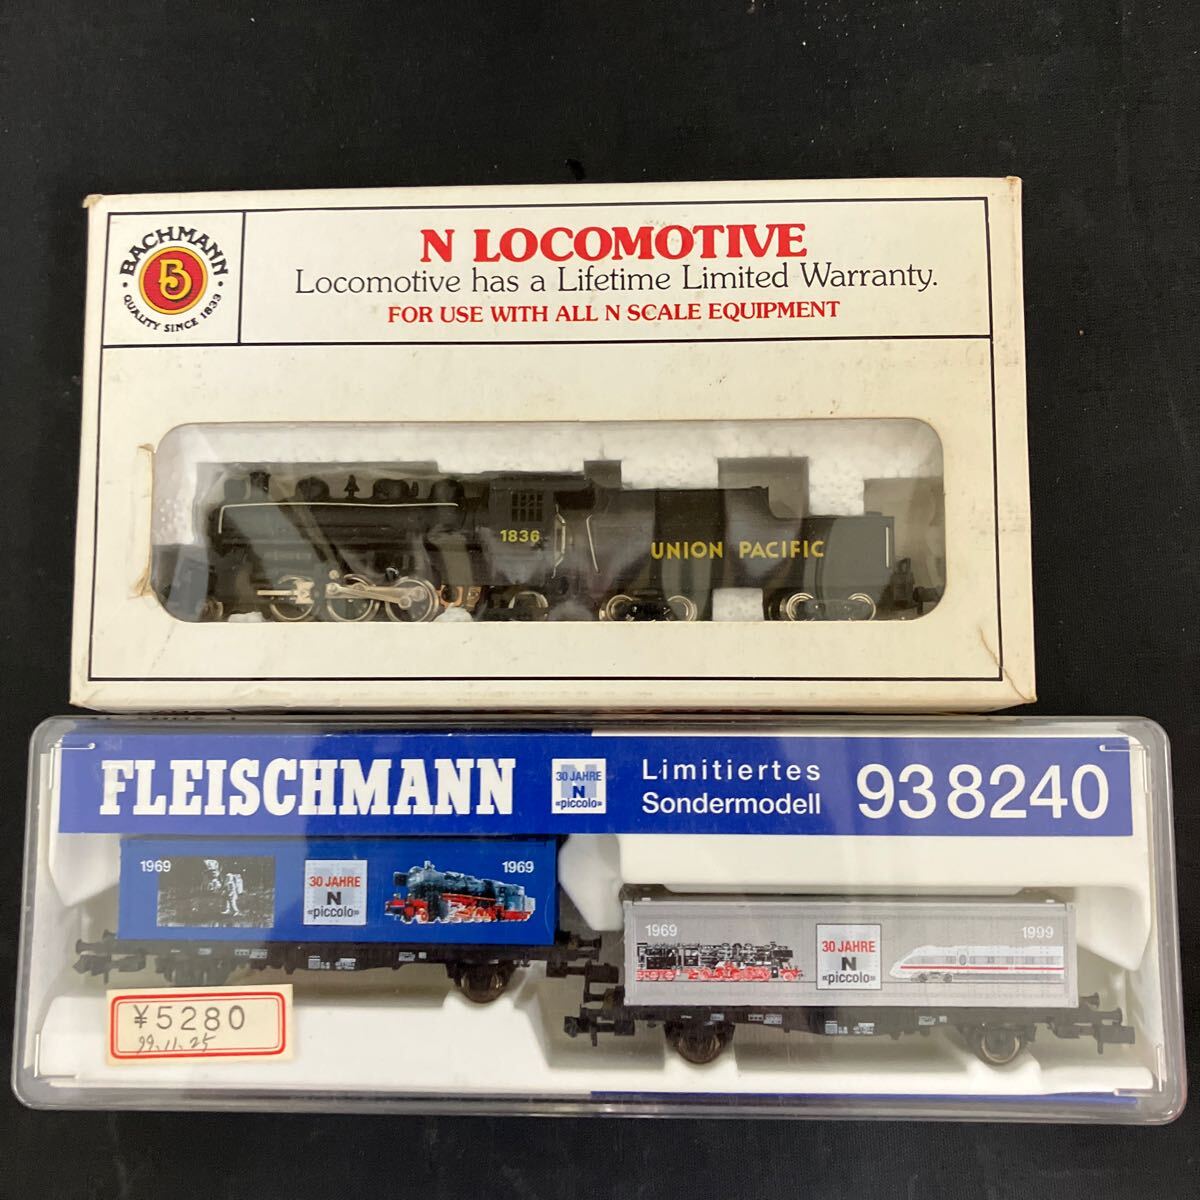 BACHMANN
B
QUALITY SINCE 1833
N LOCOMOTIVE
Locomotive has a Lifetime Limited Warranty.
FOR USE WITH ALL N SCALE EQUIPMENT
1836
UNION PACIFIC
FLEISCHMANN
30 JAHRE
N
«piccolo»
Limitiertes
Sondermodell
938240
1969
30 JAHRE
N
«piccolo»
1969
1969
30 JAHRE
N
«piccolo»
1999
¥5280
99.11.25